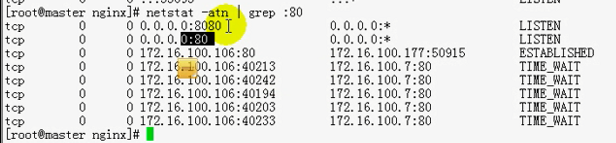 [root@master nginx]# netstat -atn | grep :80
tcp 0 0 0.0.0.0:8080 0.0.0.0:* LISTEN
tcp 0 0 0.0.0.0:80 0.0.0.0:* LISTEN
tcp 0 0 172.16.100.106:80 172.16.100.177:50915 ESTABLISHED
tcp 0 0 172.16.100.106:40213 172.16.100.7:80 TIME_WAIT
tcp 0 0 172.16.100.106:40242 172.16.100.7:80 TIME_WAIT
tcp 0 0 172.16.100.106:40194 172.16.100.7:80 TIME_WAIT
tcp 0 0 172.16.100.106:40203 172.16.100.7:80 TIME_WAIT
tcp 0 0 172.16.100.106:40233 172.16.100.7:80 TIME_WAIT
[root@master nginx]#